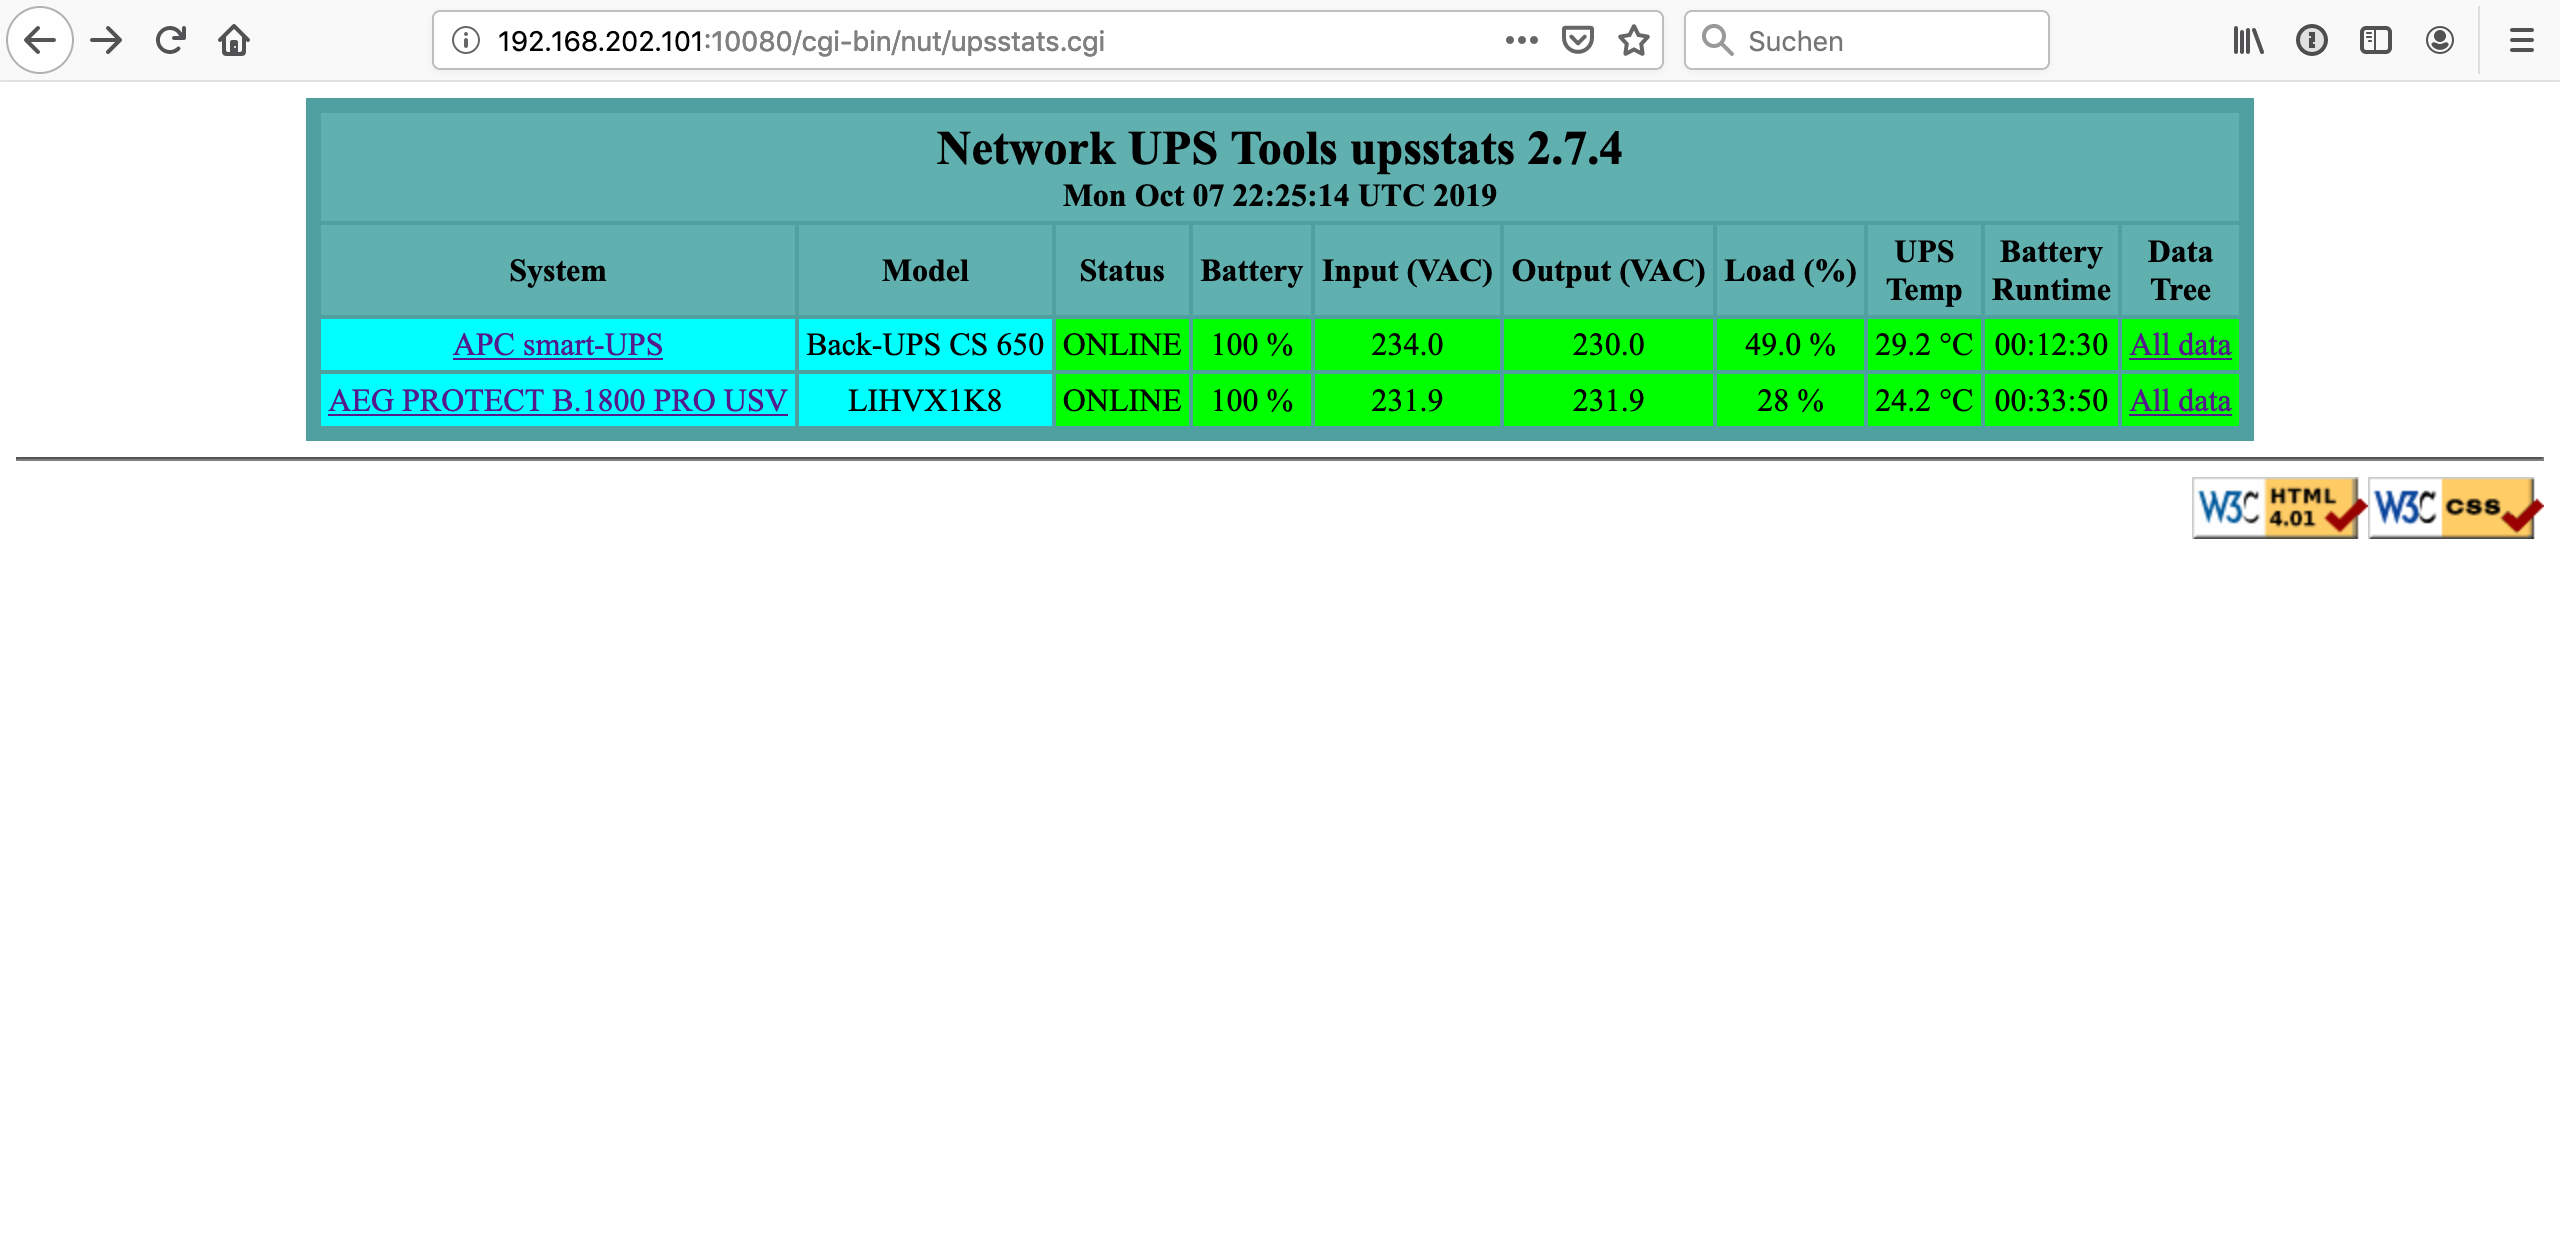 192.168.202.101:10080/cgi-bin/nut/upsstats.cgi
Suchen
Network UPS Tools upsstats 2.7.4
Mon Oct 07 22:25:14 UTC 2019
System Model Status Battery Input (VAC) Output (VAC) Load (%) UPS Temp Battery Runtime Data Tree
APC smart-UPS Back-UPS CS 650 ONLINE 100 % 234.0 230.0 49.0 % 29.2 °C 00:12:30 All data
AEG PROTECT B.1800 PRO USV LIHVX1K8 ONLINE 100 % 231.9 231.9 28 % 24.2 °C 00:33:50 All data
W3C HTML 4.01 W3C css